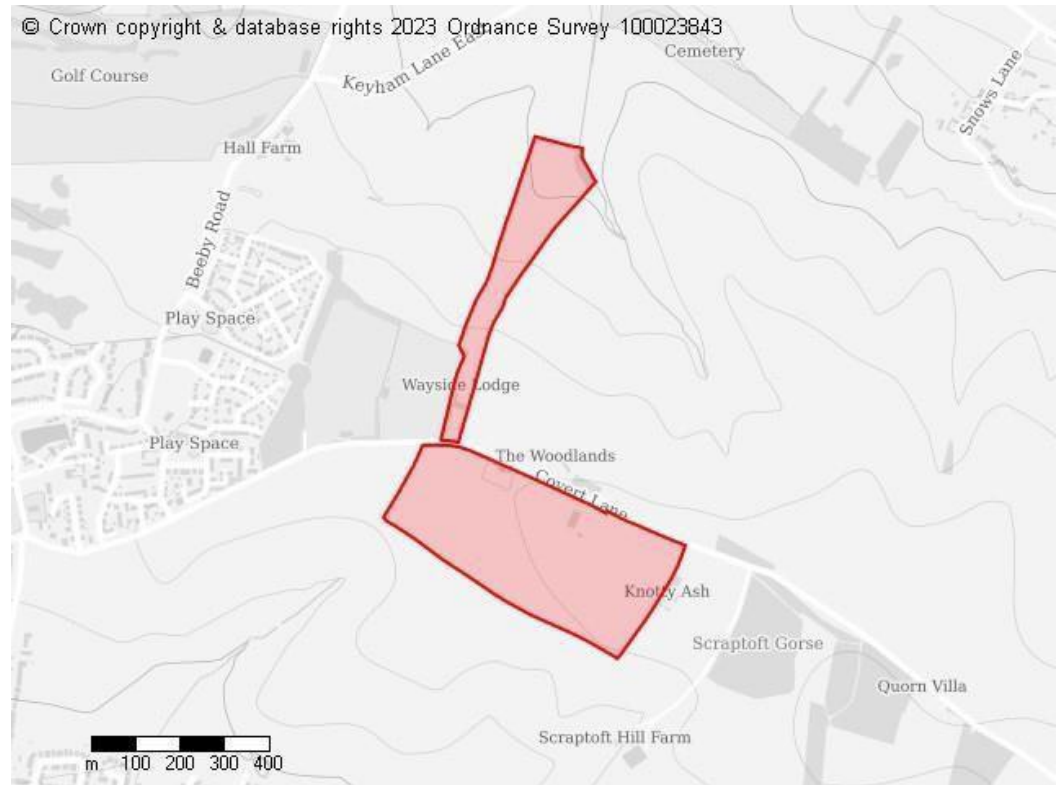 © Crown copyright & database rights 2023 Ordnance Survey 100023843
Golf Course
Keyham Lane East
Cemetery
Snows Lane
Hall Farm
Beeby Road
Play Space
Wayside Lodge
Play Space
The Woodlands
Covert Lane
Knotty Ash
Scraptoft Gorse
Quorn Villa
Scraptoft Hill Farm
m 100 200 300 400